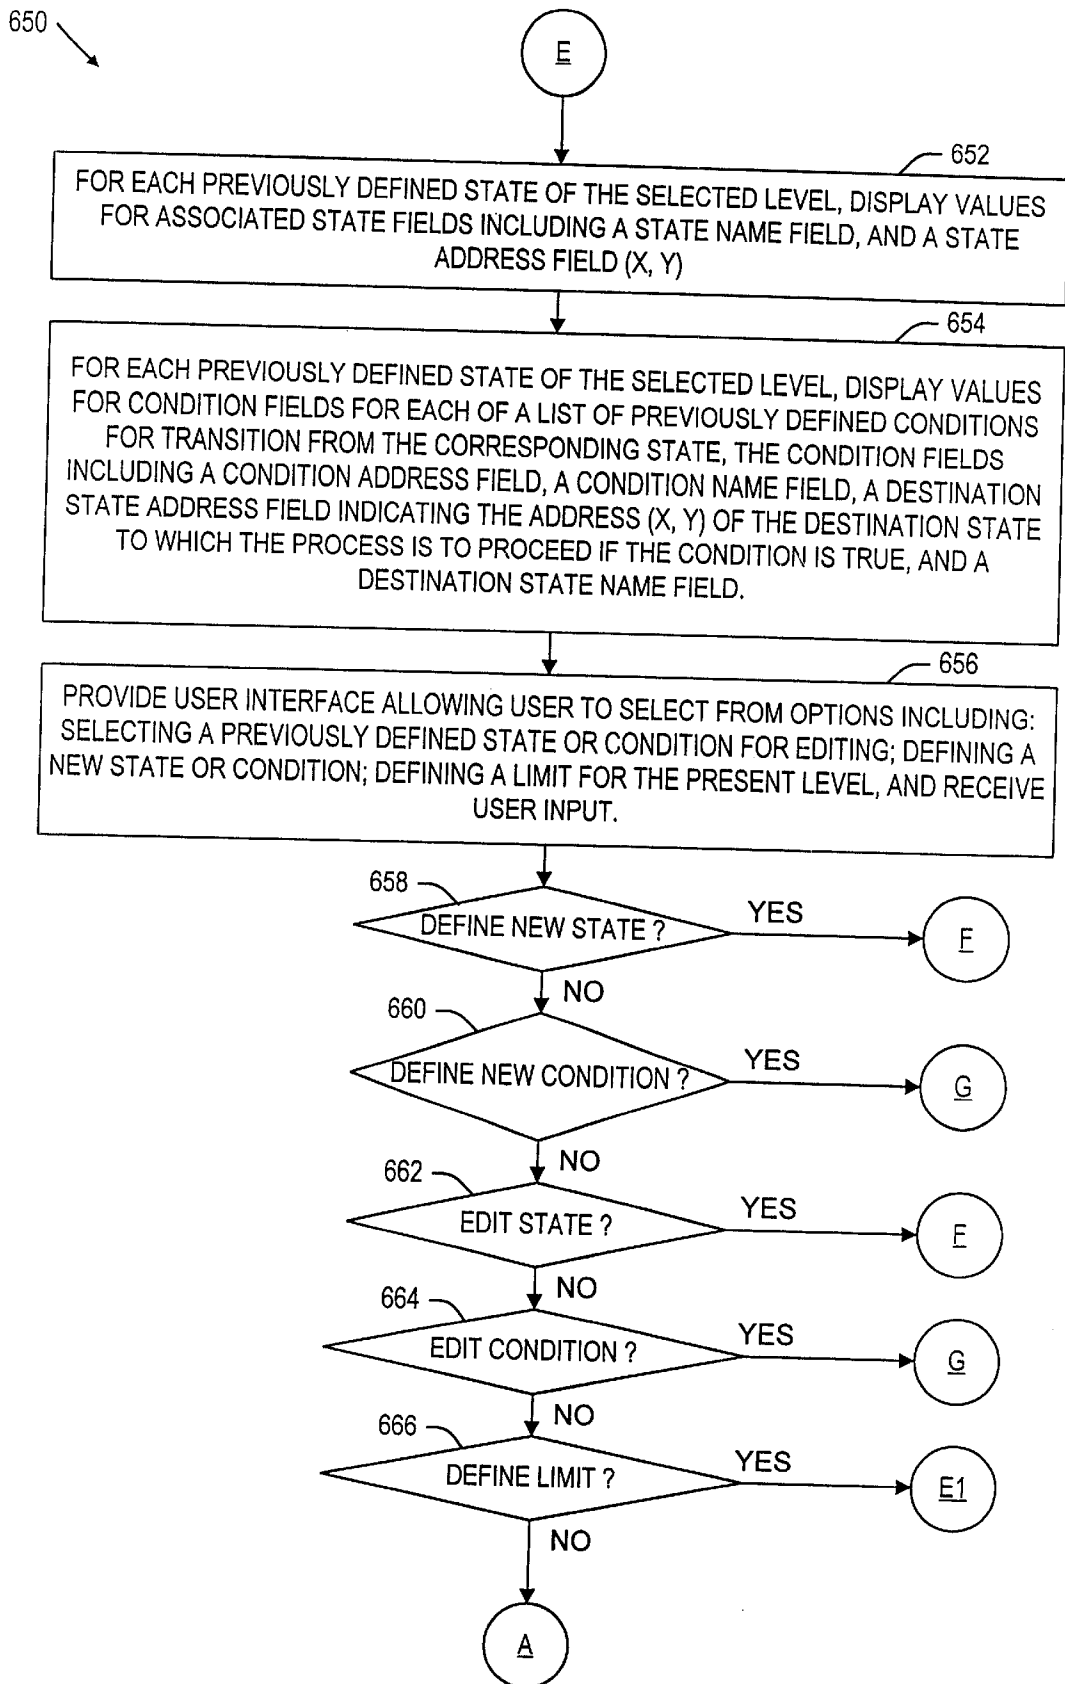 650
E
652
FOR EACH PREVIOUSLY DEFINED STATE OF THE SELECTED LEVEL, DISPLAY VALUES
FOR ASSOCIATED STATE FIELDS INCLUDING A STATE NAME FIELD, AND A STATE
ADDRESS FIELD (X, Y)
654
FOR EACH PREVIOUSLY DEFINED STATE OF THE SELECTED LEVEL, DISPLAY VALUES
FOR CONDITION FIELDS FOR EACH OF A LIST OF PREVIOUSLY DEFINED CONDITIONS
FOR TRANSITION FROM THE CORRESPONDING STATE, THE CONDITION FIELDS
INCLUDING A CONDITION ADDRESS FIELD, A CONDITION NAME FIELD, A DESTINATION
STATE ADDRESS FIELD INDICATING THE ADDRESS (X, Y) OF THE DESTINATION STATE
TO WHICH THE PROCESS IS TO PROCEED IF THE CONDITION IS TRUE, AND A
DESTINATION STATE NAME FIELD.
656
PROVIDE USER INTERFACE ALLOWING USER TO SELECT FROM OPTIONS INCLUDING:
SELECTING A PREVIOUSLY DEFINED STATE OR CONDITION FOR EDITING; DEFINING A
NEW STATE OR CONDITION; DEFINING A LIMIT FOR THE PRESENT LEVEL, AND RECEIVE
USER INPUT.
658
DEFINE NEW STATE ?
YES
F
NO
660
DEFINE NEW CONDITION ?
YES
G
NO
662
EDIT STATE ?
YES
F
NO
664
EDIT CONDITION ?
YES
G
NO
666
DEFINE LIMIT ?
YES
E1
NO
A